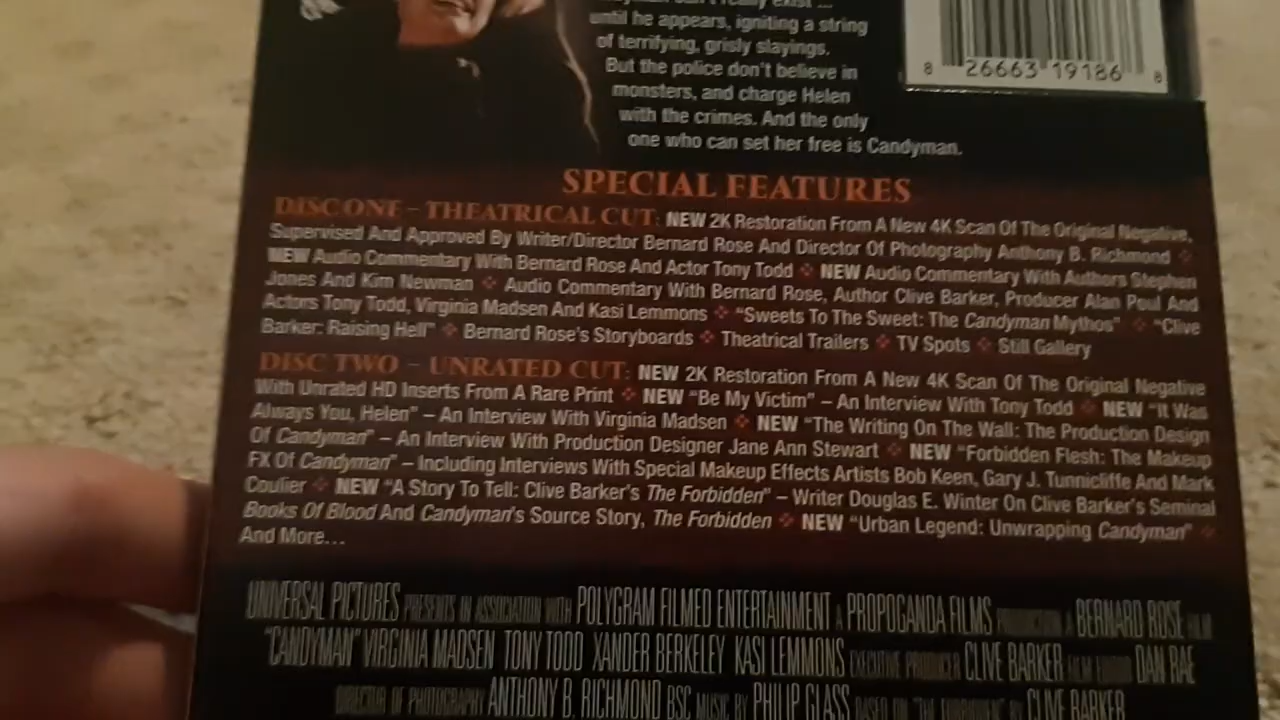 until he appears, igniting a string
of terrifying, grisly slayings.
But the police don't believe in
monsters, and charge Helen
with the crimes. And the only
one who can set her free is Candyman.
8 26663 19186 8
SPECIAL FEATURES
DISC ONE – THEATRICAL CUT: NEW 2K Restoration From A New 4K Scan Of The Original Negative,
Supervised And Approved By Writer/Director Bernard Rose And Director Of Photography Anthony B. Richmond ❖
NEW Audio Commentary With Bernard Rose And Actor Tony Todd ❖ NEW Audio Commentary With Authors Stephen
Jones And Kim Newman ❖ Audio Commentary With Bernard Rose, Author Clive Barker, Producer Alan Poul And
Actors Tony Todd, Virginia Madsen And Kasi Lemmons ❖ "Sweets To The Sweet: The Candyman Mythos" ❖ "Clive
Barker: Raising Hell" ❖ Bernard Rose's Storyboards ❖ Theatrical Trailers ❖ TV Spots ❖ Still Gallery
DISC TWO – UNRATED CUT: NEW 2K Restoration From A New 4K Scan Of The Original Negative
With Unrated HD Inserts From A Rare Print ❖ NEW "Be My Victim" – An Interview With Tony Todd ❖ NEW "It Was
Always You, Helen" – An Interview With Virginia Madsen ❖ NEW "The Writing On The Wall: The Production Design
Of Candyman" – An Interview With Production Designer Jane Ann Stewart ❖ NEW "Forbidden Flesh: The Makeup
FX Of Candyman" – Including Interviews With Special Makeup Effects Artists Bob Keen, Gary J. Tunnicliffe And Mark
Coulier ❖ NEW "A Story To Tell: Clive Barker's The Forbidden" – Writer Douglas E. Winter On Clive Barker's Seminal
Books Of Blood And Candyman's Source Story, The Forbidden ❖ NEW "Urban Legend: Unwrapping Candyman" ❖
And More...
UNIVERSAL PICTURES PRESENTS IN ASSOCIATION WITH POLYGRAM FILMED ENTERTAINMENT A PROPOGANDA FILMS PRODUCTION A BERNARD ROSE FILM
"CANDYMAN" VIRGINIA MADSEN TONY TODD XANDER BERKELEY KASI LEMMONS EXECUTIVE PRODUCER CLIVE BARKER FILM EDITOR DAN RAE
DIRECTOR OF PHOTOGRAPHY ANTHONY B. RICHMOND BSC MUSIC BY PHILIP GLASS BASED ON "THE FORBIDDEN" BY CLIVE BARKER